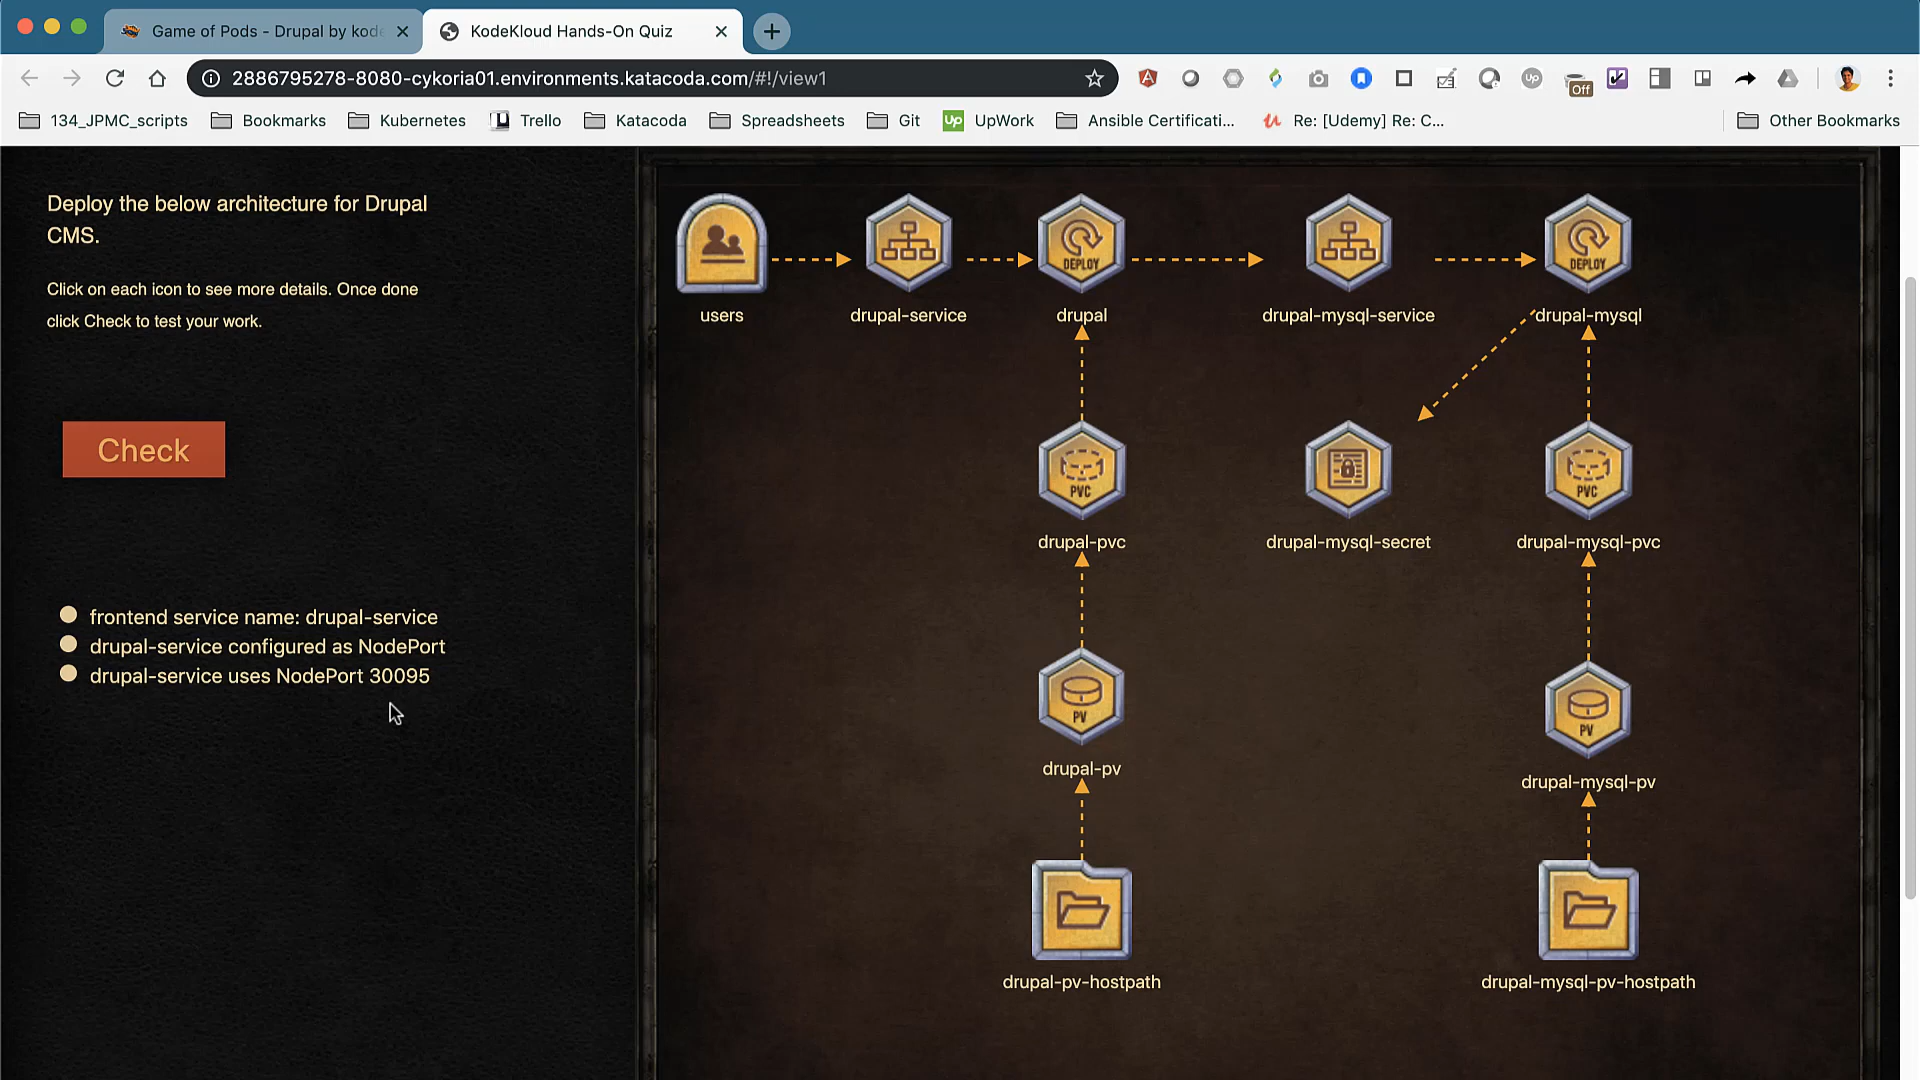 Game of Pods - Drupal by kode
KodeKloud Hands-On Quiz
2886795278-8080-cykoria01.environments.katacoda.com/#!/view1
Off
134_JPMC_scripts
Bookmarks
Kubernetes
Trello
Katacoda
Spreadsheets
Git
Up
UpWork
Ansible Certificati...
Re: [Udemy] Re: C...
Other Bookmarks
Deploy the below architecture for Drupal
CMS.
Click on each icon to see more details. Once done
click Check to test your work.
Check
frontend service name: drupal-service
drupal-service configured as NodePort
drupal-service uses NodePort 30095
DEPLOY
DEPLOY
users
drupal-service
drupal
drupal-mysql-service
drupal-mysql
PVC
PVC
drupal-pvc
drupal-mysql-secret
drupal-mysql-pvc
PV
PV
drupal-pv
drupal-mysql-pv
drupal-pv-hostpath
drupal-mysql-pv-hostpath